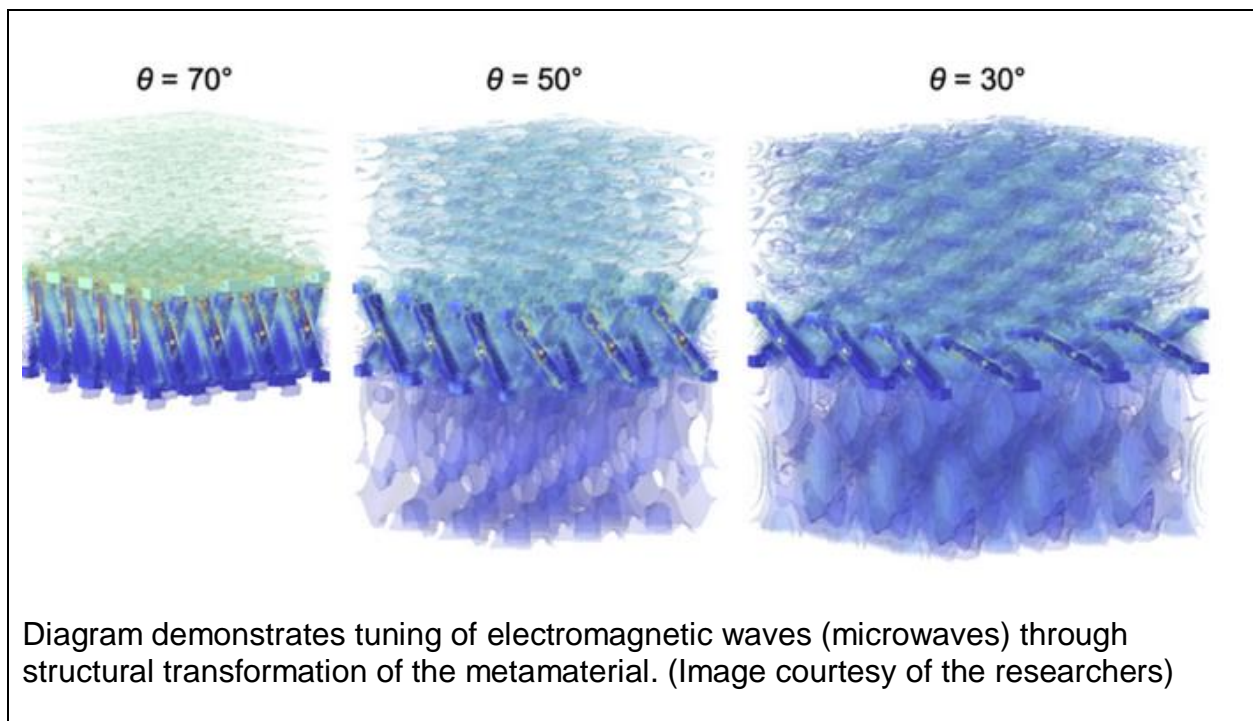 θ = 70°
θ = 50°
θ = 30°
Diagram demonstrates tuning of electromagnetic waves (microwaves) through
structural transformation of the metamaterial. (Image courtesy of the researchers)